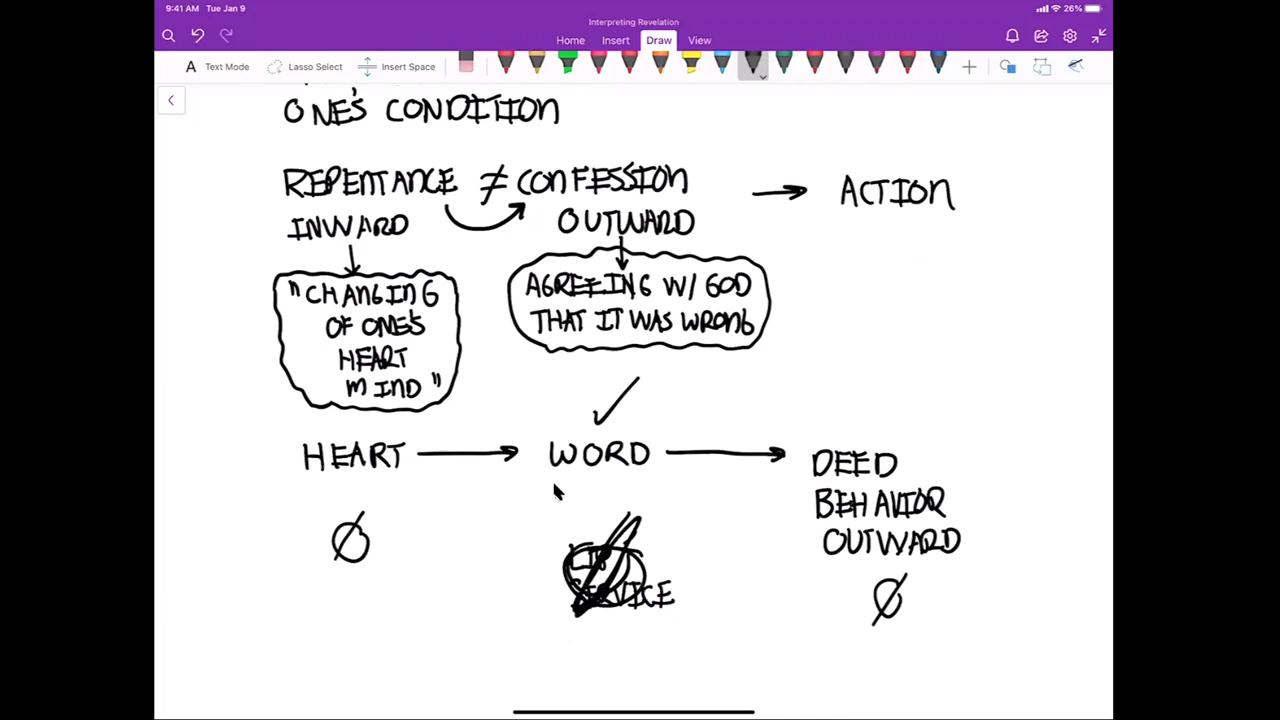 9:41 AM Tue Jan 9
26%
Interpreting Revelation
Home Insert Draw View
Text Mode Lasso Select Insert Space
ONE'S CONDITION
REPENTANCE ≠ CONFESSION → ACTION
INWARD OUTWARD
"CHANGING
OF ONE'S
HEART
MIND"
AGREEING W/ GOD
THAT IT WAS WRONG
HEART → WORD → DEED
BEHAVIOR
OUTWARD
LIP
SERVICE